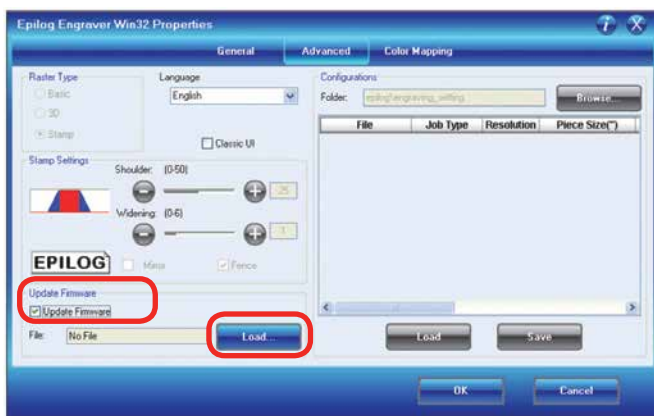 Epilog Engraver Win32 Properties
General Advanced Color Mapping
Raster Type
Basic
3D
Stamp
Language
English
Classic UI
Stamp Settings
Shoulder: (0-50)
25
Widening: (0-6)
1
EPILOG
Mirror Fence
Update Firmware
Update Firmware
File: No File Load...
Configurations
Folder: epilog\engraving_setting Browse...
File Job Type Resolution Piece Size(")
Load Save
OK Cancel